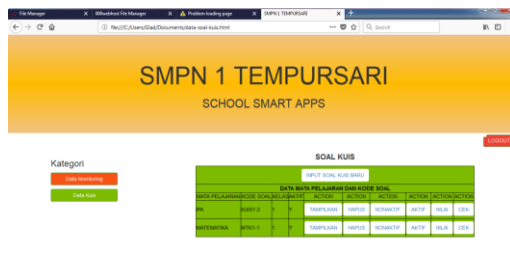 File Manager
000webhost File Manager
Problem loading page
SMPN 1 TEMPURSARI
file:///C:/Users/Glad/Documents/data-soal-kuis.html
Search
SMPN 1 TEMPURSARI
SCHOOL SMART APPS
LOGOUT
Kategori
Data Monitoring
Data Kuis
SOAL KUIS
INPUT SOAL KUIS BARU
DATA MATA PELAJARAN DAN KODE SOAL
MATA PELAJARAN KODE SOAL KELAS AKTIF ACTION ACTION ACTION ACTION ACTION ACTION
IPA 1 Y TAMPILKAN HAPUS NONAKTIF AKTIF NILAI CEK
MATEMATIKA MTK1-1 1 Y TAMPILKAN HAPUS NONAKTIF AKTIF NILAI CEK